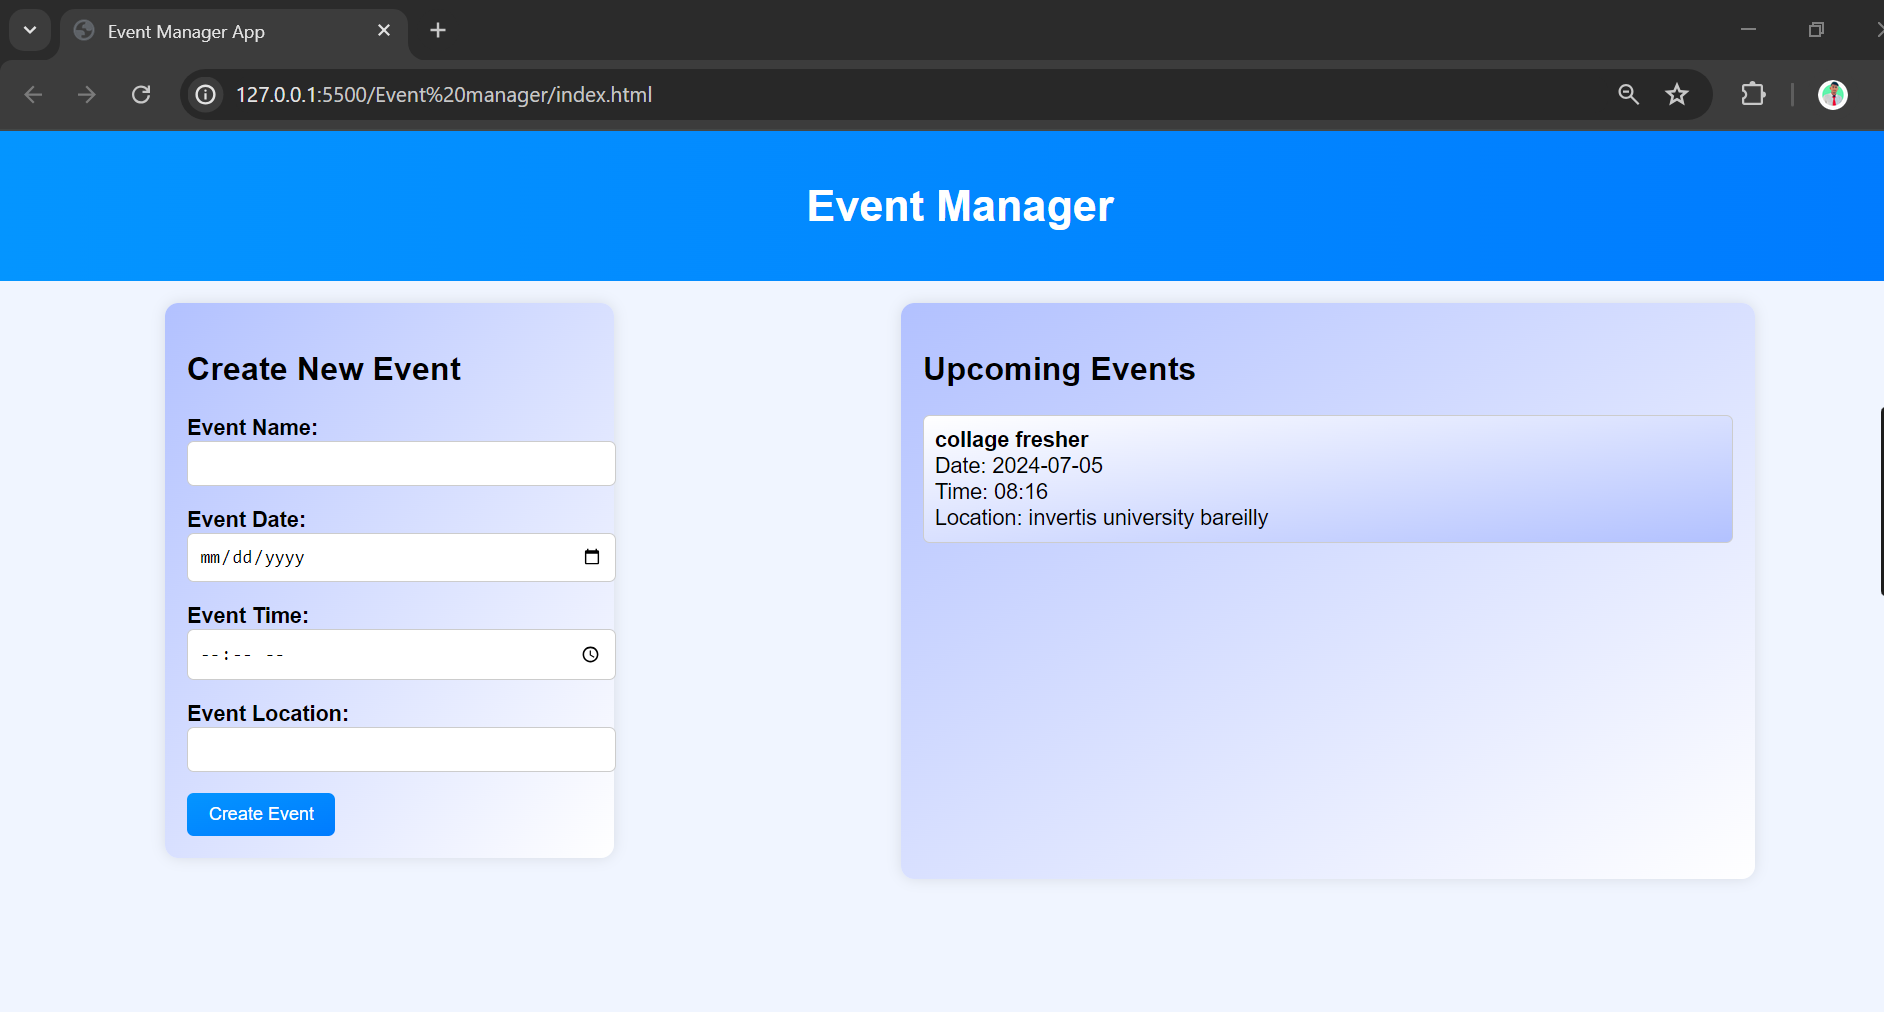 Event Manager App
127.0.0.1:5500/Event%20manager/index.html
Event Manager
Create New Event
Event Name:
Event Date:
mm/dd/yyyy
Event Time:
--:-- --
Event Location:
Create Event
Upcoming Events
collage fresher
Date: 2024-07-05
Time: 08:16
Location: invertis university bareilly